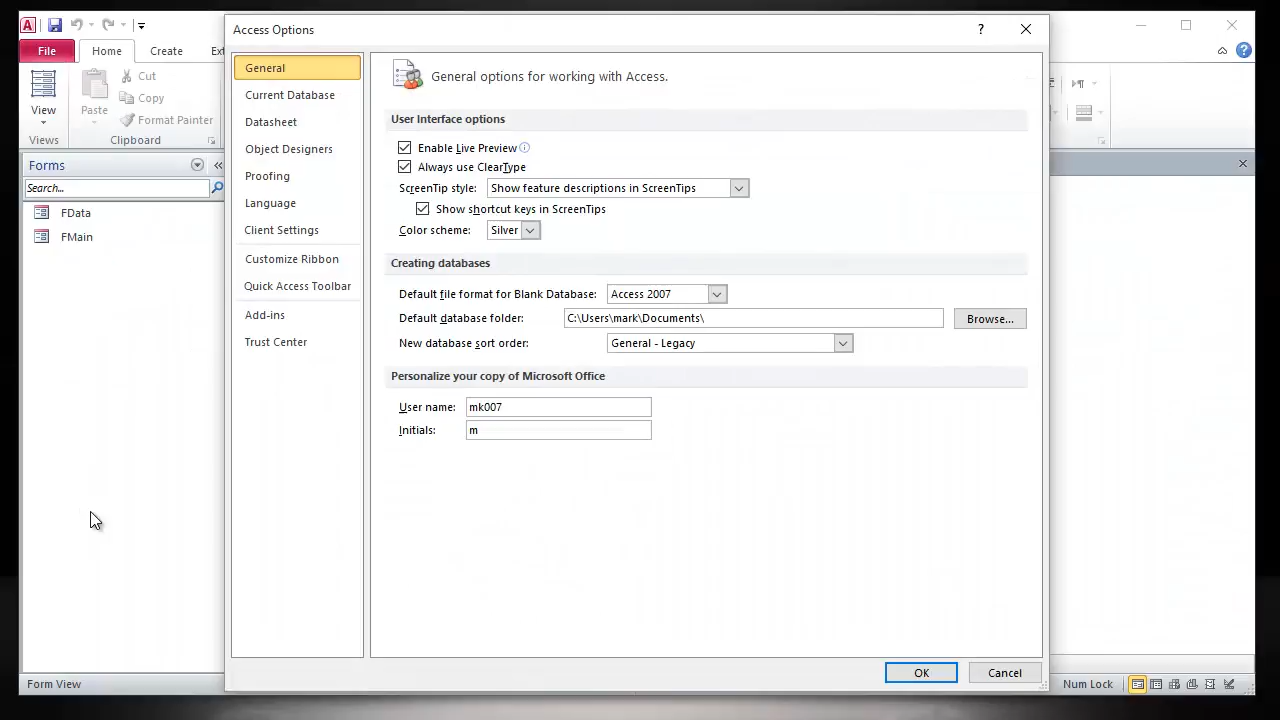 Access Options
?
A
File
Home
Create
Ext
View
Paste
Cut
Copy
Format Painter
Views
Clipboard
Forms
Search...
FData
FMain
General
Current Database
Datasheet
Object Designers
Proofing
Language
Client Settings
Customize Ribbon
Quick Access Toolbar
Add-ins
Trust Center
General options for working with Access.
User Interface options
Enable Live Preview
Always use ClearType
ScreenTip style: Show feature descriptions in ScreenTips
Show shortcut keys in ScreenTips
Color scheme: Silver
Creating databases
Default file format for Blank Database: Access 2007
Default database folder: C:\Users\mark\Documents\ Browse...
New database sort order: General - Legacy
Personalize your copy of Microsoft Office
User name: mk007
Initials: m
OK Cancel
Form View
Num Lock